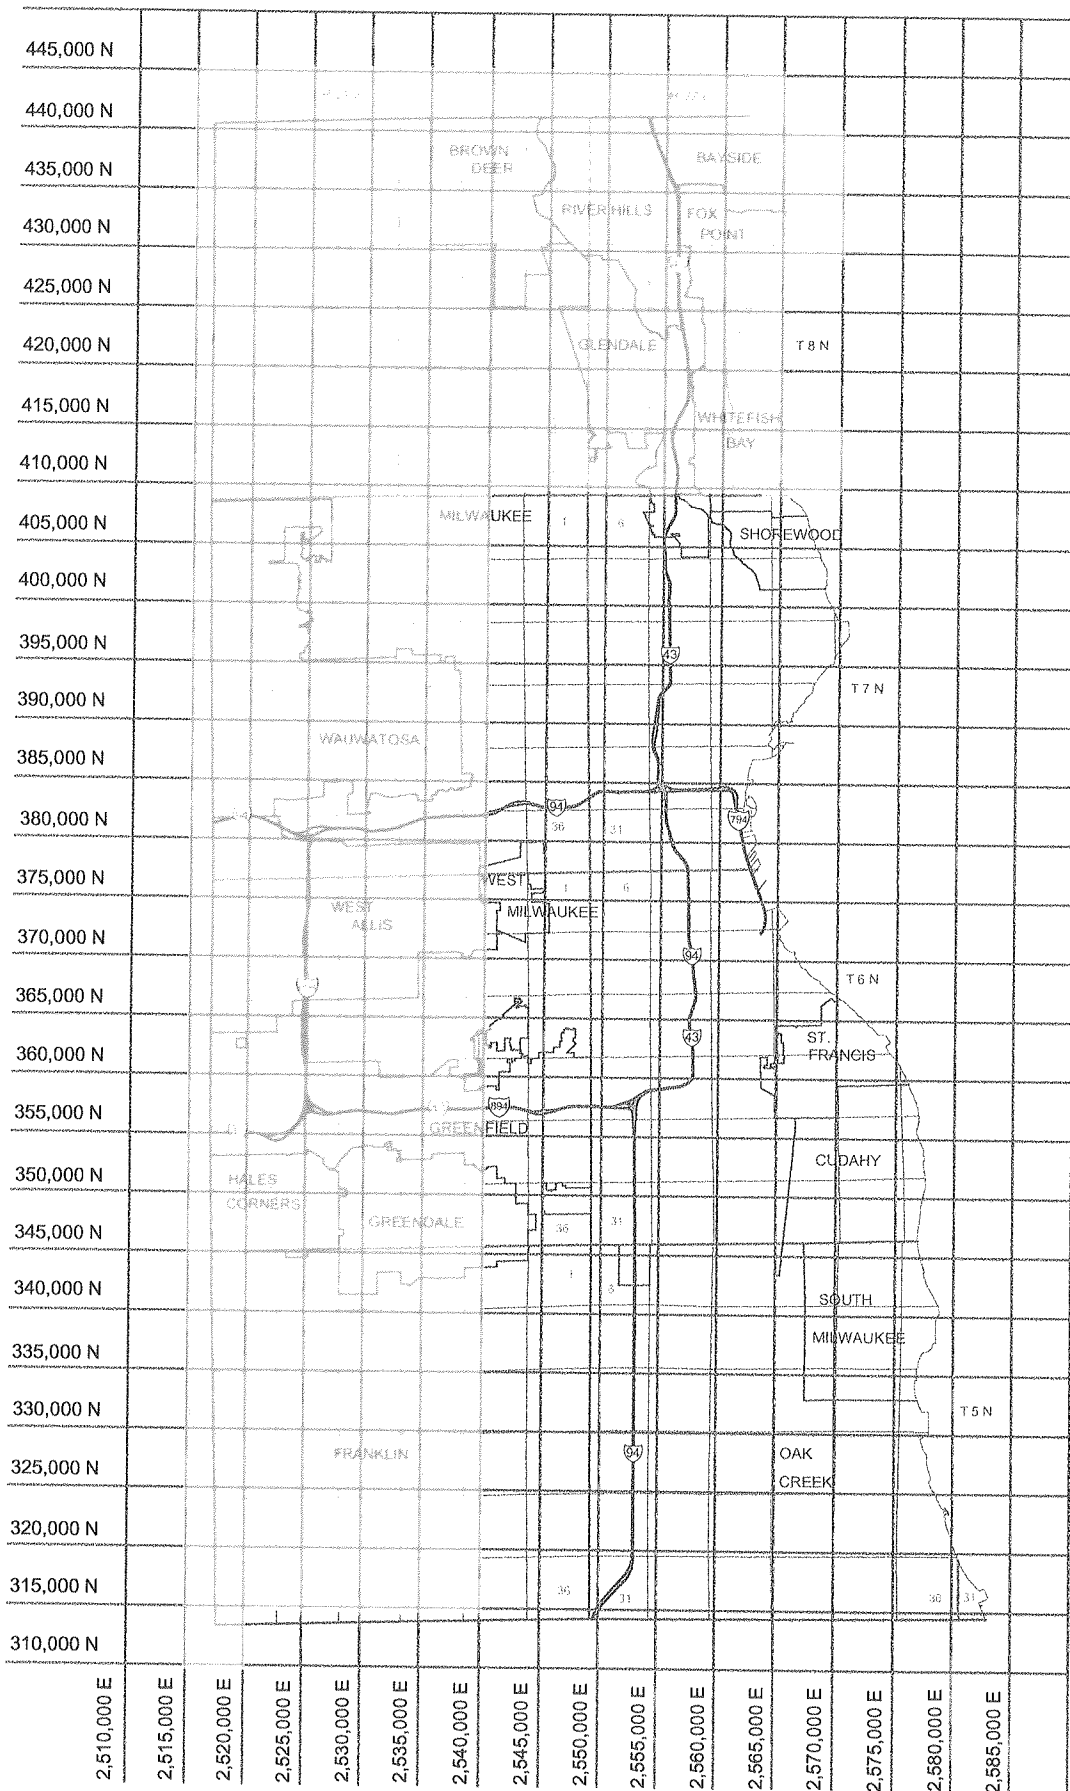 445,000 N
440,000 N
BROWN
DEER
BAYSIDE
435,000 N
RIVER HILLS
FOX
POINT
430,000 N
425,000 N
420,000 N
GLENDALE
T 8 N
415,000 N
WHITEFISH
BAY
410,000 N
405,000 N
MILWAUKEE
1
6
SHOREWOOD
400,000 N
395,000 N
43
390,000 N
T 7 N
WAUWATOSA
385,000 N
380,000 N
94
794
36
31
375,000 N
WEST
1
6
WEST
ALLIS
MILWAUKEE
370,000 N
94
365,000 N
T 6 N
360,000 N
43
ST.
FRANCIS
355,000 N
894
GREENFIELD
350,000 N
HALES
CORNERS
CUDAHY
345,000 N
GREENDALE
36
31
340,000 N
1
6
SOUTH
MILWAUKEE
335,000 N
330,000 N
T 5 N
FRANKLIN
94
OAK
CREEK
325,000 N
320,000 N
315,000 N
36
31
36
31
310,000 N
2,510,000 E
2,515,000 E
2,520,000 E
2,525,000 E
2,530,000 E
2,535,000 E
2,540,000 E
2,545,000 E
2,550,000 E
2,555,000 E
2,560,000 E
2,565,000 E
2,570,000 E
2,575,000 E
2,580,000 E
2,585,000 E